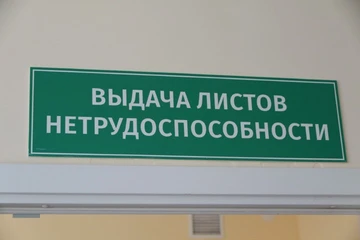 ВЫДАЧА ЛИСТОВ
НЕТРУДОСПОСОБНОСТИ